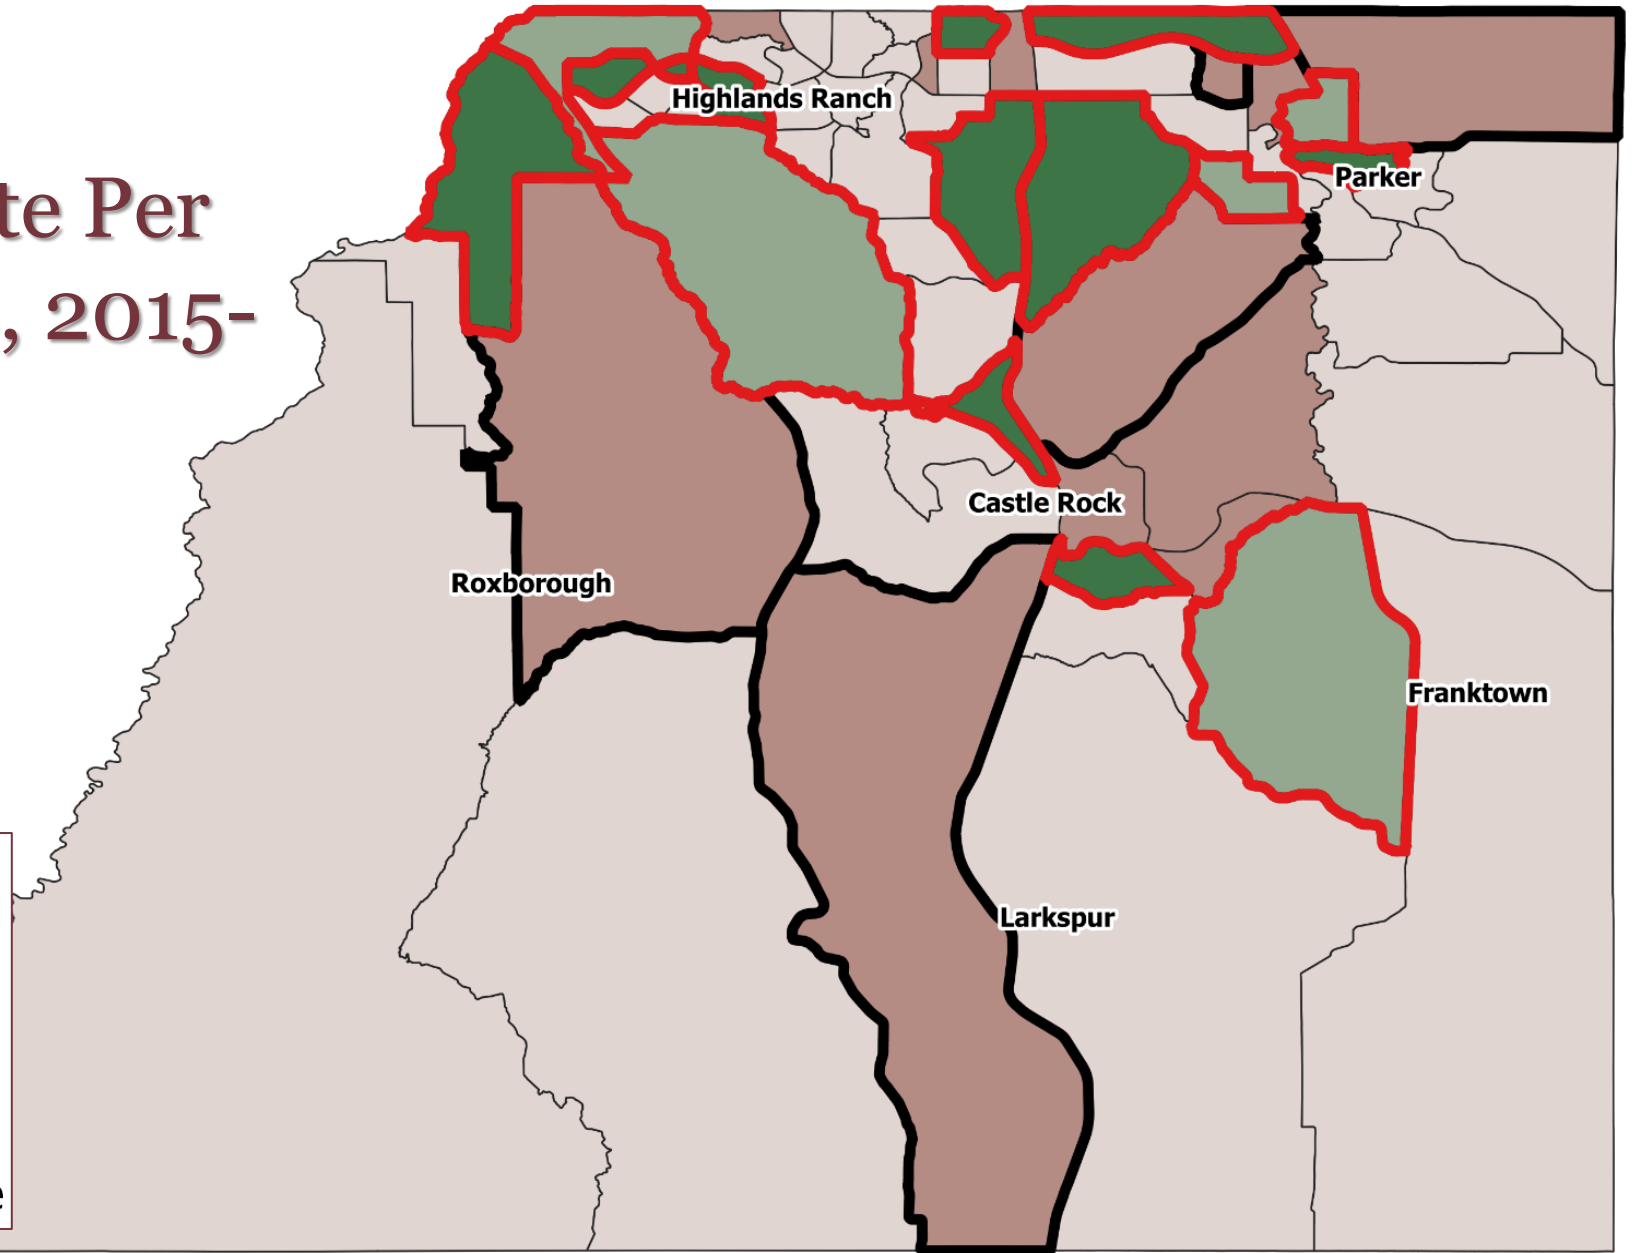 te Per
, 2015-
Highlands Ranch
Parker
Castle Rock
Roxborough
Franktown
Larkspur
e